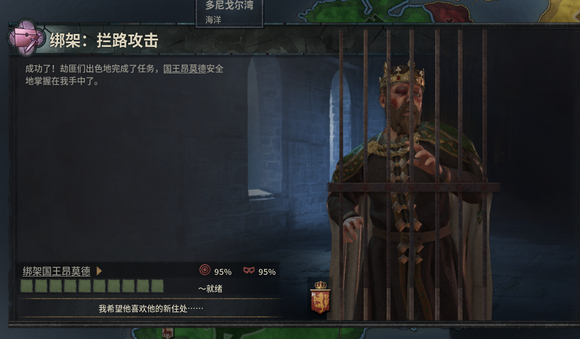 多尼戈尔湾
海洋
绑架：拦路攻击
成功了！劫匪们出色地完成了任务，国王昂莫德安全
地掌握在我手中了。
绑架国王昂莫德
95%
95%
～就绪
我希望他喜欢他的新住处……